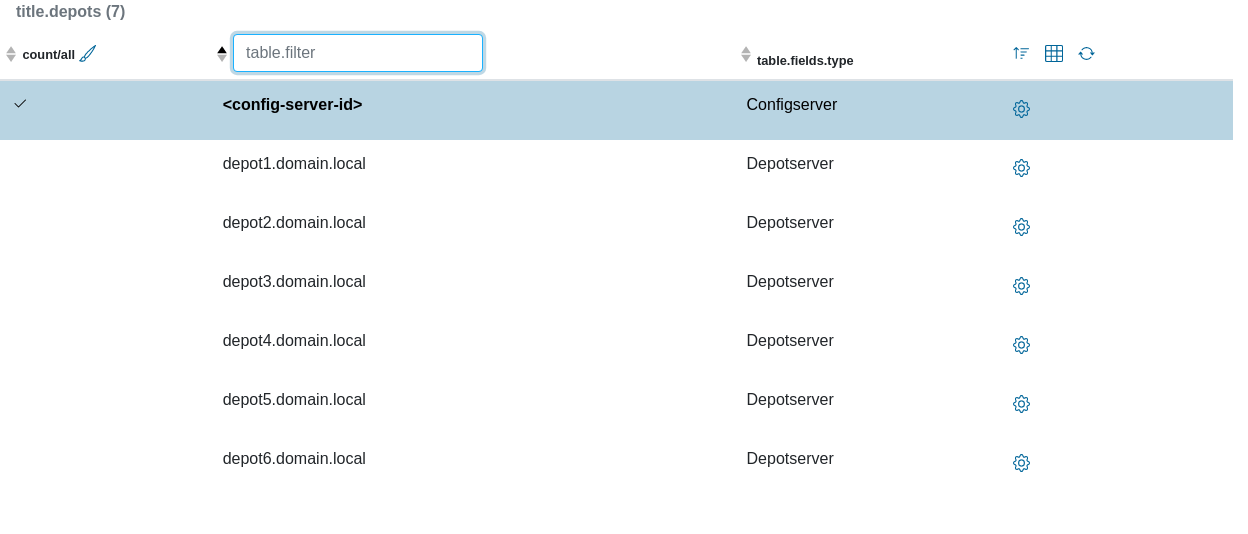 title.depots (7)
count/all table.filter table.fields.type
<config-server-id> Configserver
depot1.domain.local Depotserver
depot2.domain.local Depotserver
depot3.domain.local Depotserver
depot4.domain.local Depotserver
depot5.domain.local Depotserver
depot6.domain.local Depotserver